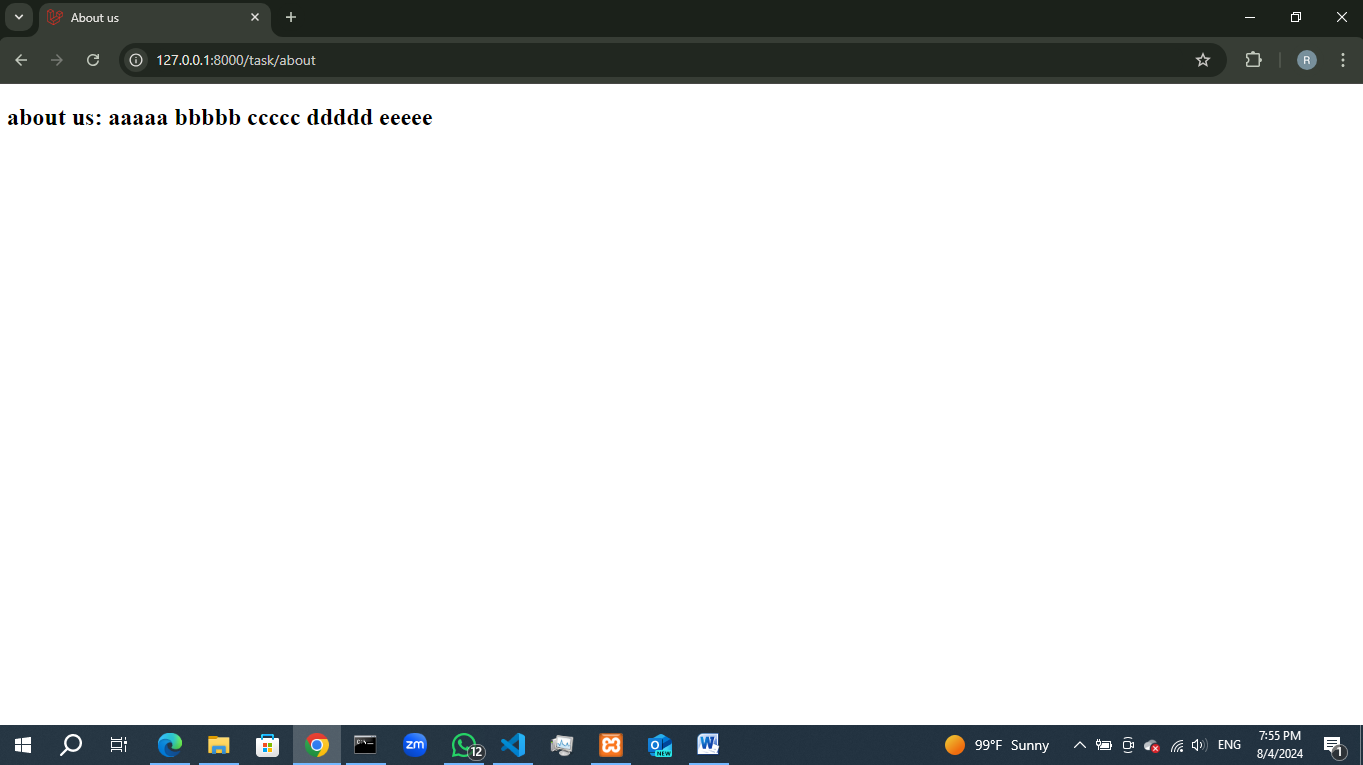 About us
127.0.0.1:8000/task/about
R
about us: aaaaa bbbbb ccccc ddddd eeeee
zm
12
NEW
W
99°F Sunny
ENG
7:55 PM
8/4/2024
1